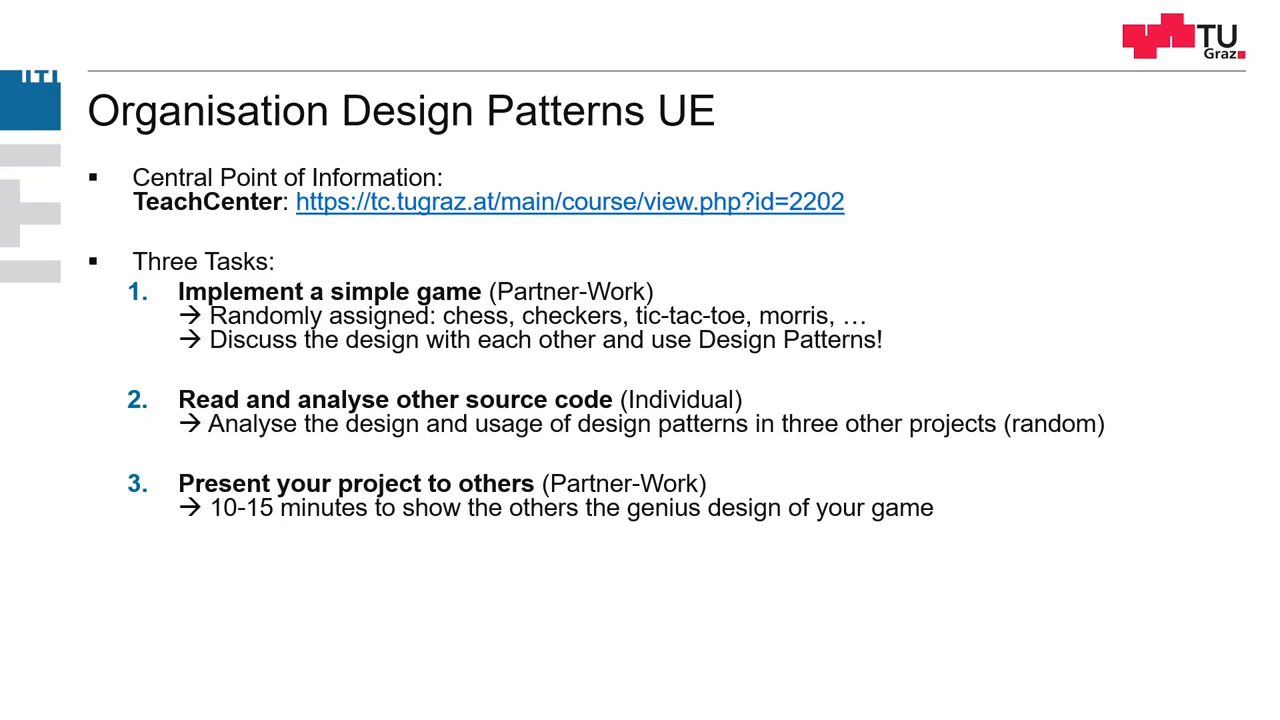 TU
Graz
ITI
Organisation Design Patterns UE
▪ Central Point of Information:
TeachCenter: https://tc.tugraz.at/main/course/view.php?id=2202
▪ Three Tasks:
1. Implement a simple game (Partner-Work)
→ Randomly assigned: chess, checkers, tic-tac-toe, morris, …
→ Discuss the design with each other and use Design Patterns!
2. Read and analyse other source code (Individual)
→ Analyse the design and usage of design patterns in three other projects (random)
3. Present your project to others (Partner-Work)
→ 10-15 minutes to show the others the genius design of your game